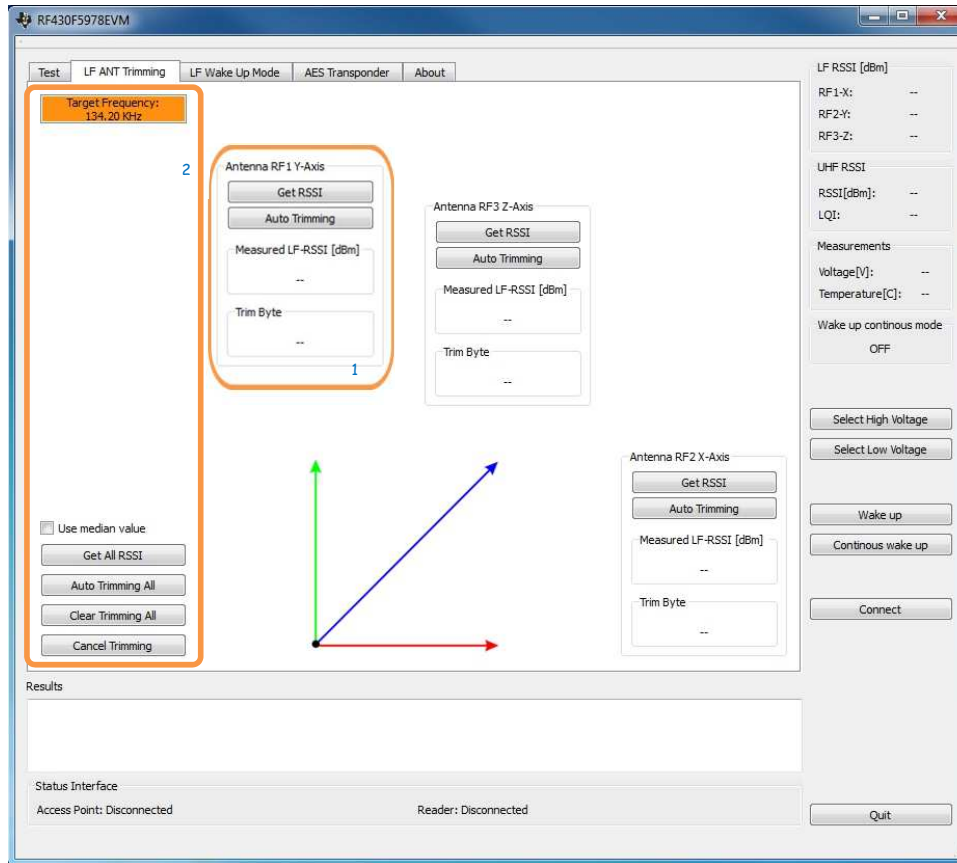 RF430F5978EVM
Test LF ANT Trimming LF Wake Up Mode AES Transponder About
Target Frequency:
134.20 KHz
2
Antenna RF1 Y-Axis
Get RSSI
Auto Trimming
Measured LF-RSSI [dBm]
--
Trim Byte
--
1
Antenna RF3 Z-Axis
Get RSSI
Auto Trimming
Measured LF-RSSI [dBm]
--
Trim Byte
--
Antenna RF2 X-Axis
Get RSSI
Auto Trimming
Measured LF-RSSI [dBm]
--
Trim Byte
--
Use median value
Get All RSSI
Auto Trimming All
Clear Trimming All
Cancel Trimming
LF RSSI [dBm]
RF1-X: --
RF2-Y: --
RF3-Z: --
UHF RSSI
RSSI[dBm]: --
LQI: --
Measurements
Voltage[V]: --
Temperature[C]: --
Wake up continous mode
OFF
Select High Voltage
Select Low Voltage
Wake up
Continous wake up
Connect
Quit
Results
Status Interface
Access Point: Disconnected Reader: Disconnected